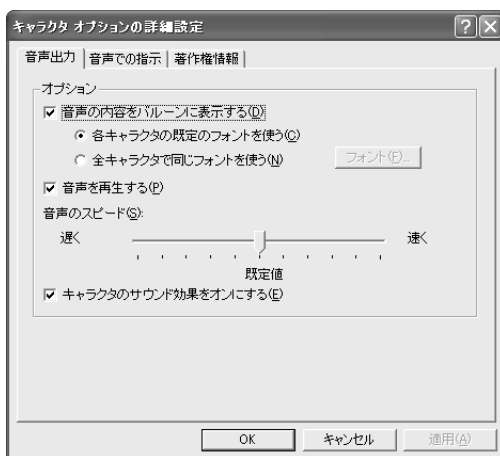 キャラクタ オプションの詳細設定
音声出力 音声での指示 著作権情報
オプション
音声の内容をバルーンに表示する(D)
各キャラクタの既定のフォントを使う(C)
全キャラクタで同じフォントを使う(N) フォント(F)...
音声を再生する(P)
音声のスピード(S):
遅く 速く
既定値
キャラクタのサウンド効果をオンにする(E)
OK キャンセル 適用(A)